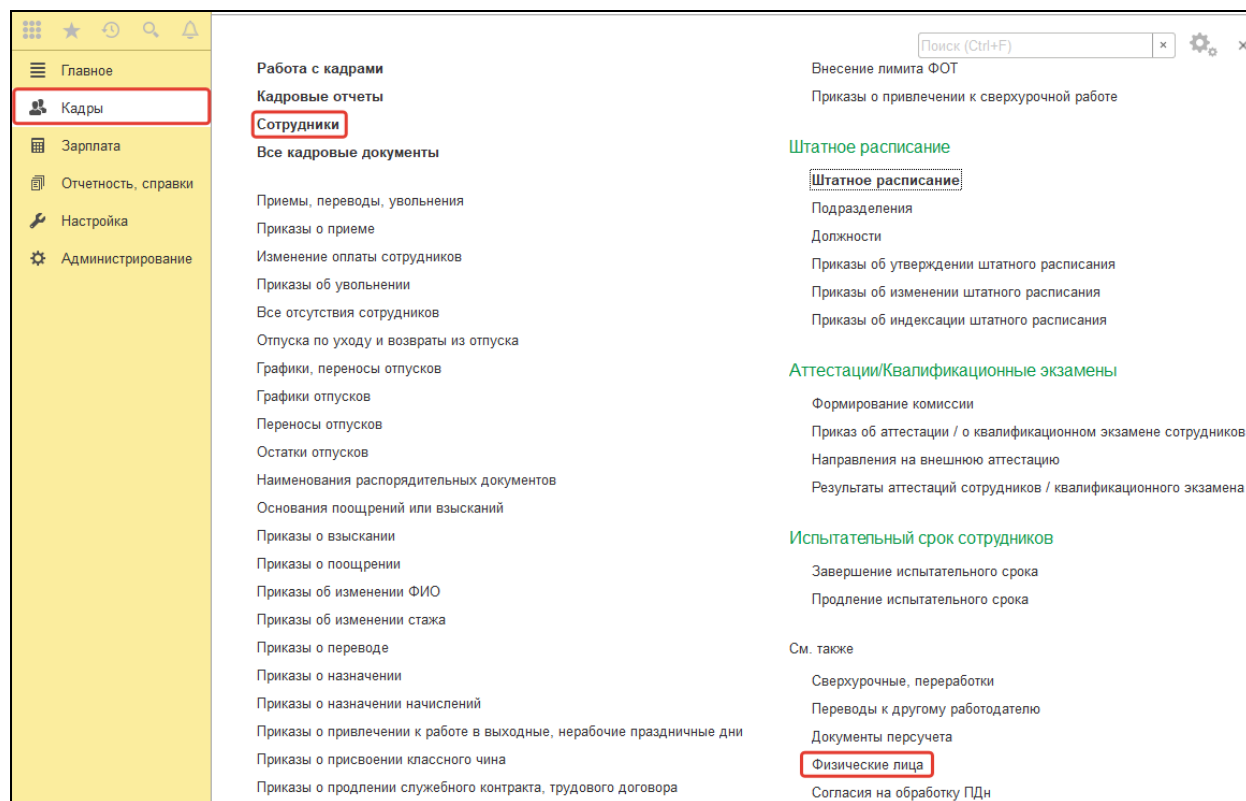 Поиск (Ctrl+F)
Главное
Кадры
Зарплата
Отчетность, справки
Настройка
Администрирование
Работа с кадрами
Кадровые отчеты
Сотрудники
Все кадровые документы
Приемы, переводы, увольнения
Приказы о приеме
Изменение оплаты сотрудников
Приказы об увольнении
Все отсутствия сотрудников
Отпуска по уходу и возвраты из отпуска
Графики, переносы отпусков
Графики отпусков
Переносы отпусков
Остатки отпусков
Наименования распорядительных документов
Основания поощрений или взысканий
Приказы о взыскании
Приказы о поощрении
Приказы об изменении ФИО
Приказы об изменении стажа
Приказы о переводе
Приказы о назначении
Приказы о назначении начислений
Приказы о привлечении к работе в выходные, нерабочие праздничные дни
Приказы о присвоении классного чина
Приказы о продлении служебного контракта, трудового договора
Внесение лимита ФОТ
Приказы о привлечении к сверхурочной работе
Штатное расписание
Штатное расписание
Подразделения
Должности
Приказы об утверждении штатного расписания
Приказы об изменении штатного расписания
Приказы об индексации штатного расписания
Аттестации/Квалификационные экзамены
Формирование комиссии
Приказ об аттестации / о квалификационном экзамене сотрудников
Направления на внешнюю аттестацию
Результаты аттестаций сотрудников / квалификационного экзамена
Испытательный срок сотрудников
Завершение испытательного срока
Продление испытательного срока
См. также
Сверхурочные, переработки
Переводы к другому работодателю
Документы персучета
Физические лица
Согласия на обработку ПДн